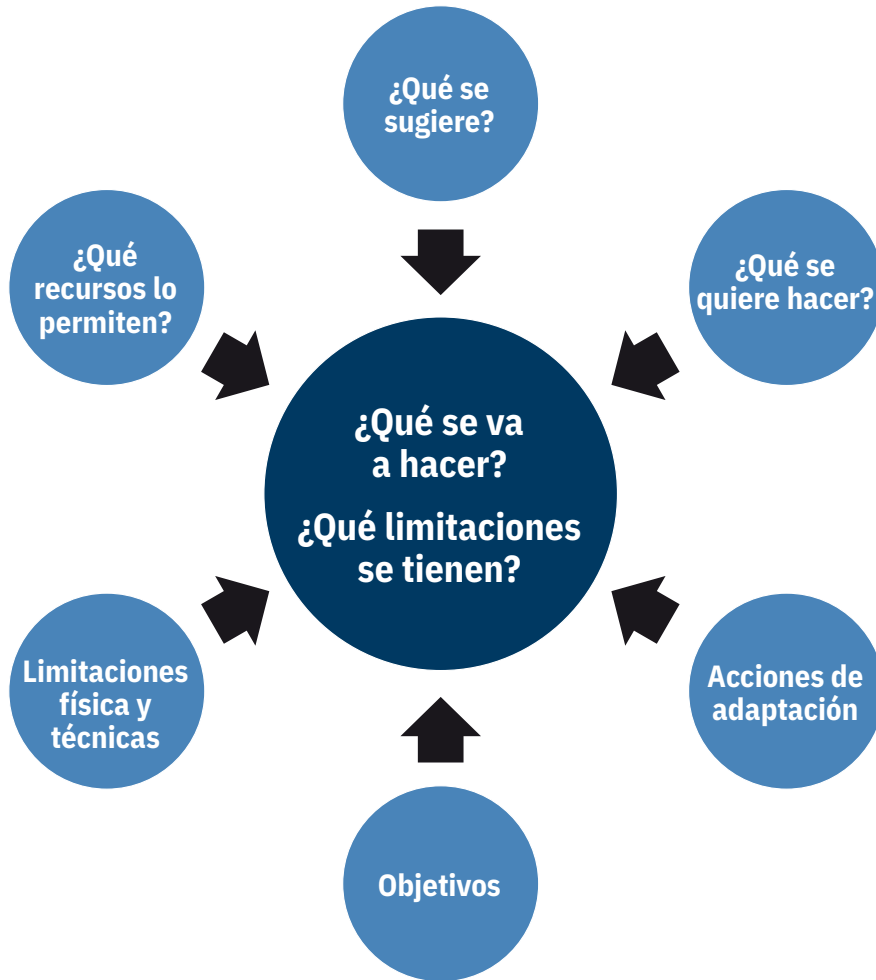 ¿Qué se
sugiere?
¿Qué
recursos lo
permiten?
¿Qué se
quiere hacer?
¿Qué se va
a hacer?
¿Qué limitaciones
se tienen?
Limitaciones
física y
técnicas
Acciones de
adaptación
Objetivos